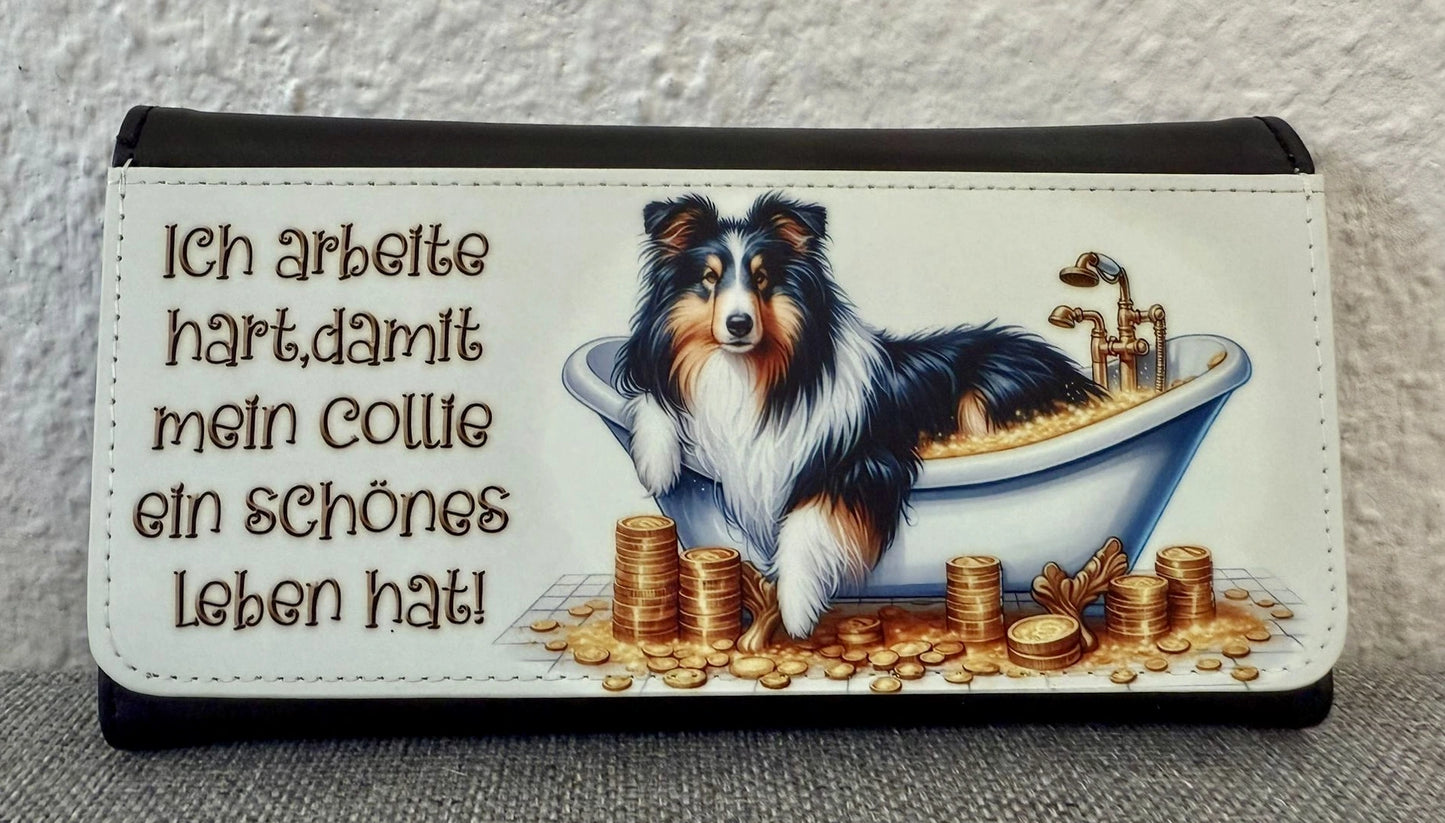 Ich arbeite
hart,damit
mein Collie
ein schönes
Leben hat!